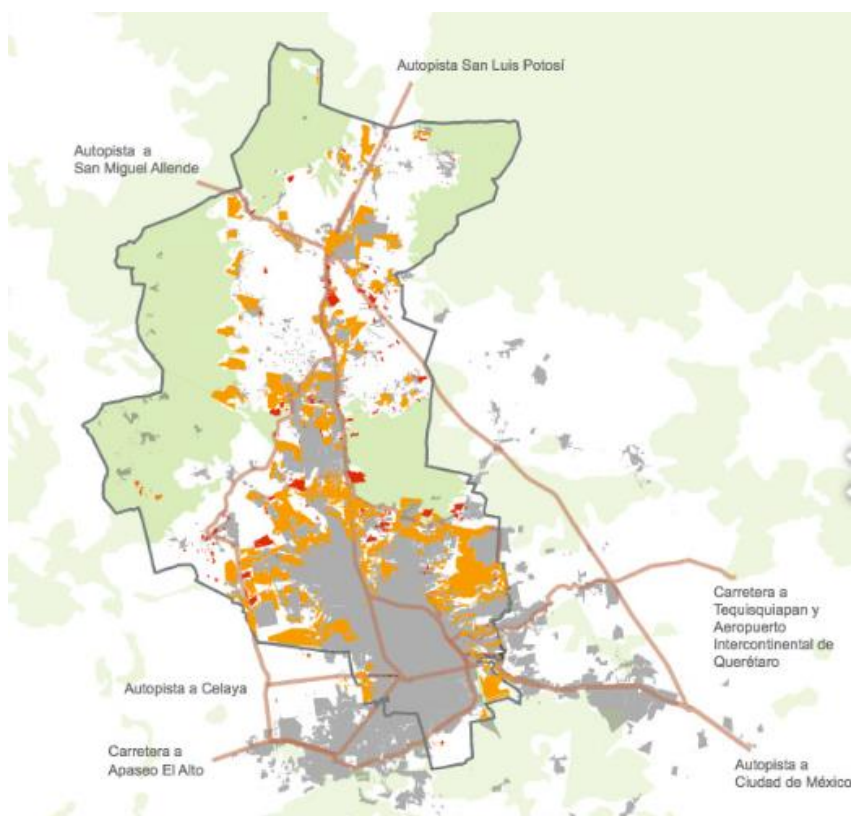 Autopista San Luis Potosí
Autopista a
San Miguel Allende
Carretera a
Tequisquiapan y
Aeropuerto
Intercontinental de
Querétaro
Autopista a Celaya
Carretera a
Apaseo El Alto
Autopista a
Ciudad de México